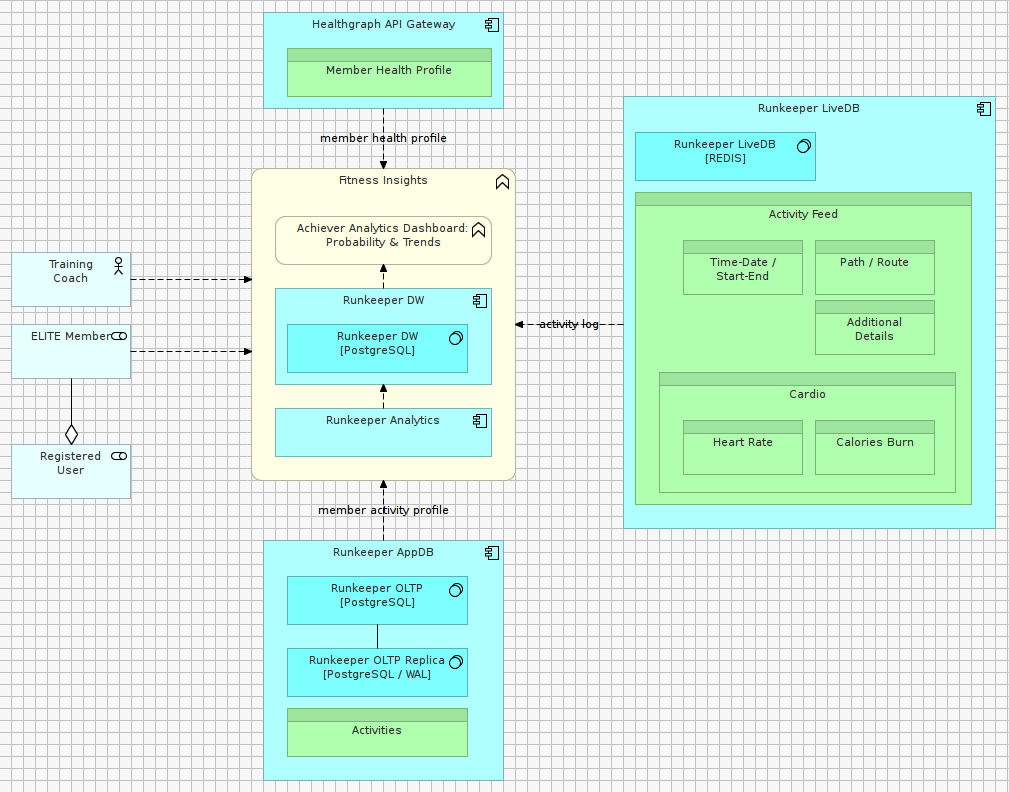 Healthgraph API Gateway
Member Health Profile
member health profile
Fitness Insights
Achiever Analytics Dashboard:
Probability & Trends
Runkeeper DW
Runkeeper DW
[PostgreSQL]
Runkeeper Analytics
Training
Coach
ELITE Member
Registered
User
member activity profile
Runkeeper AppDB
Runkeeper OLTP
[PostgreSQL]
Runkeeper OLTP Replica
[PostgreSQL / WAL]
Activities
activity log
Runkeeper LiveDB
Runkeeper LiveDB
[REDIS]
Activity Feed
Time-Date /
Start-End
Path / Route
Additional
Details
Cardio
Heart Rate
Calories Burn